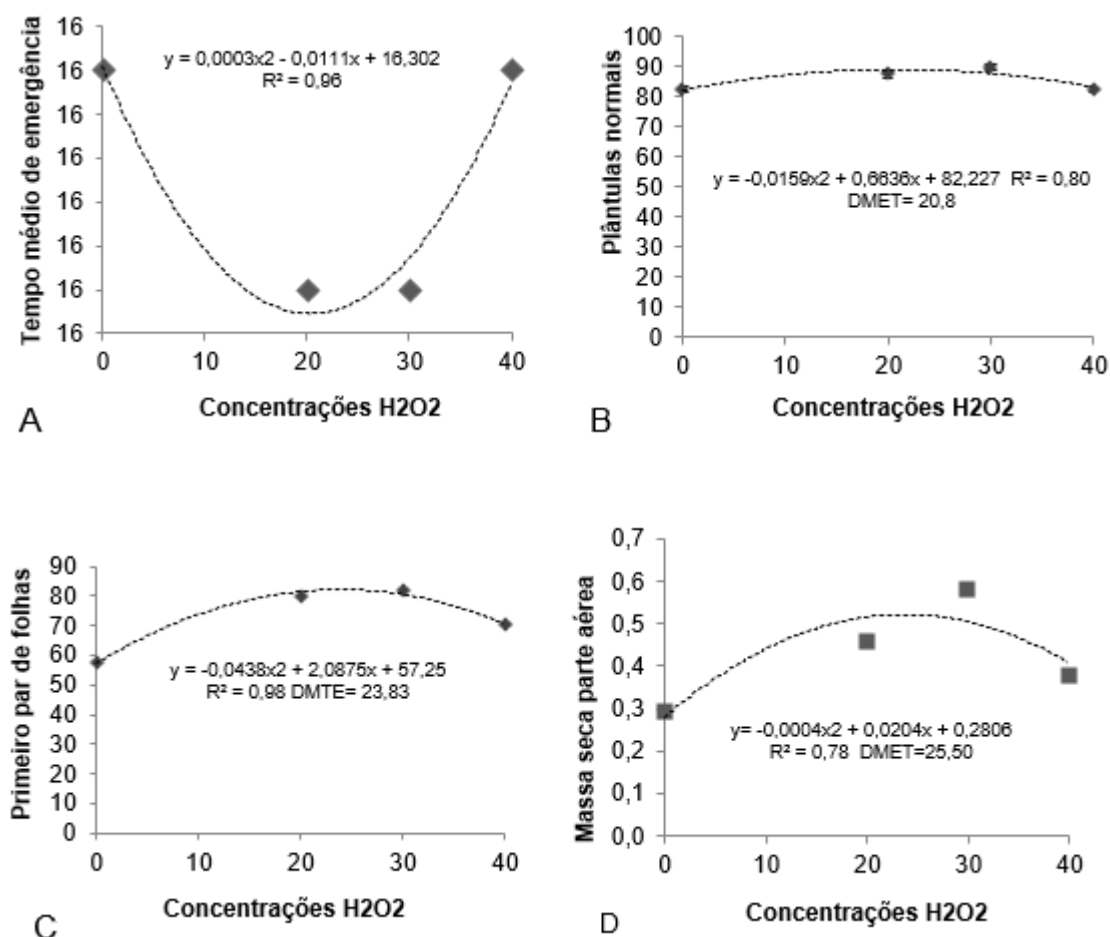 Tempo médio de emergência
16
16
16
16
16
16
16
16
y = 0,0003x2 - 0,0111x + 16,302
R² = 0,96
0 10 20 30 40
Concentrações H2O2
A
Plântulas normais
100
90
80
70
60
50
40
30
20
10
0
y = -0,0159x2 + 0,6636x + 82,227 R² = 0,80
DMET= 20,8
0 10 20 30 40
Concentrações H2O2
B
Primeiro par de folhas
90
80
70
60
50
40
30
20
10
0
y = -0,0438x2 + 2,0875x + 57,25
R² = 0,98 DMTE= 23,83
0 10 20 30 40
Concentrações H2O2
C
Massa seca parte aérea
0,7
0,6
0,5
0,4
0,3
0,2
0,1
0,0
y= -0,0004x2 + 0,0204x + 0,2806
R² = 0,78 DMET=25,50
0 10 20 30 40
Concentrações H2O2
D